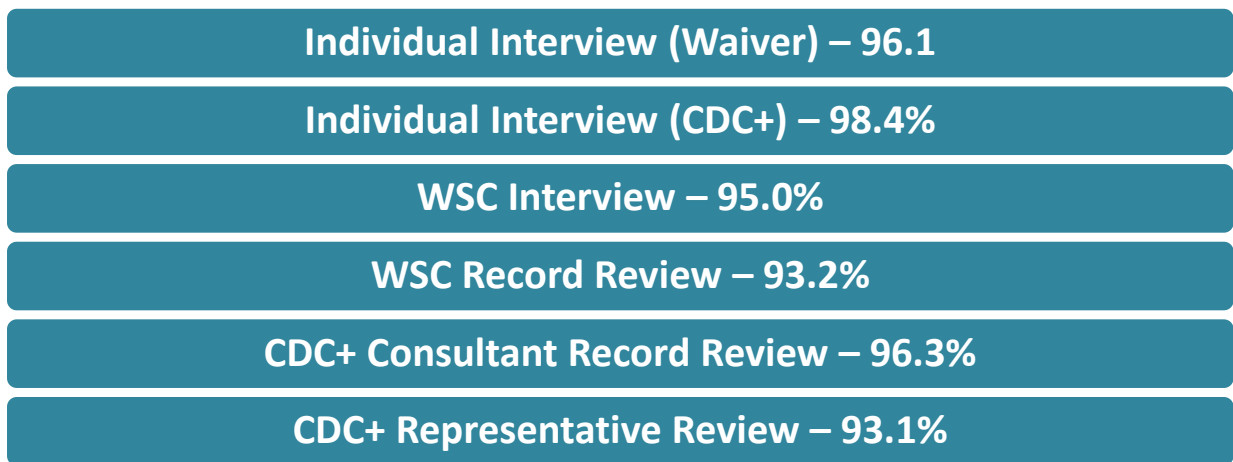 Individual Interview (Waiver) – 96.1
Individual Interview (CDC+) – 98.4%
WSC Interview – 95.0%
WSC Record Review – 93.2%
CDC+ Consultant Record Review – 96.3%
CDC+ Representative Review – 93.1%